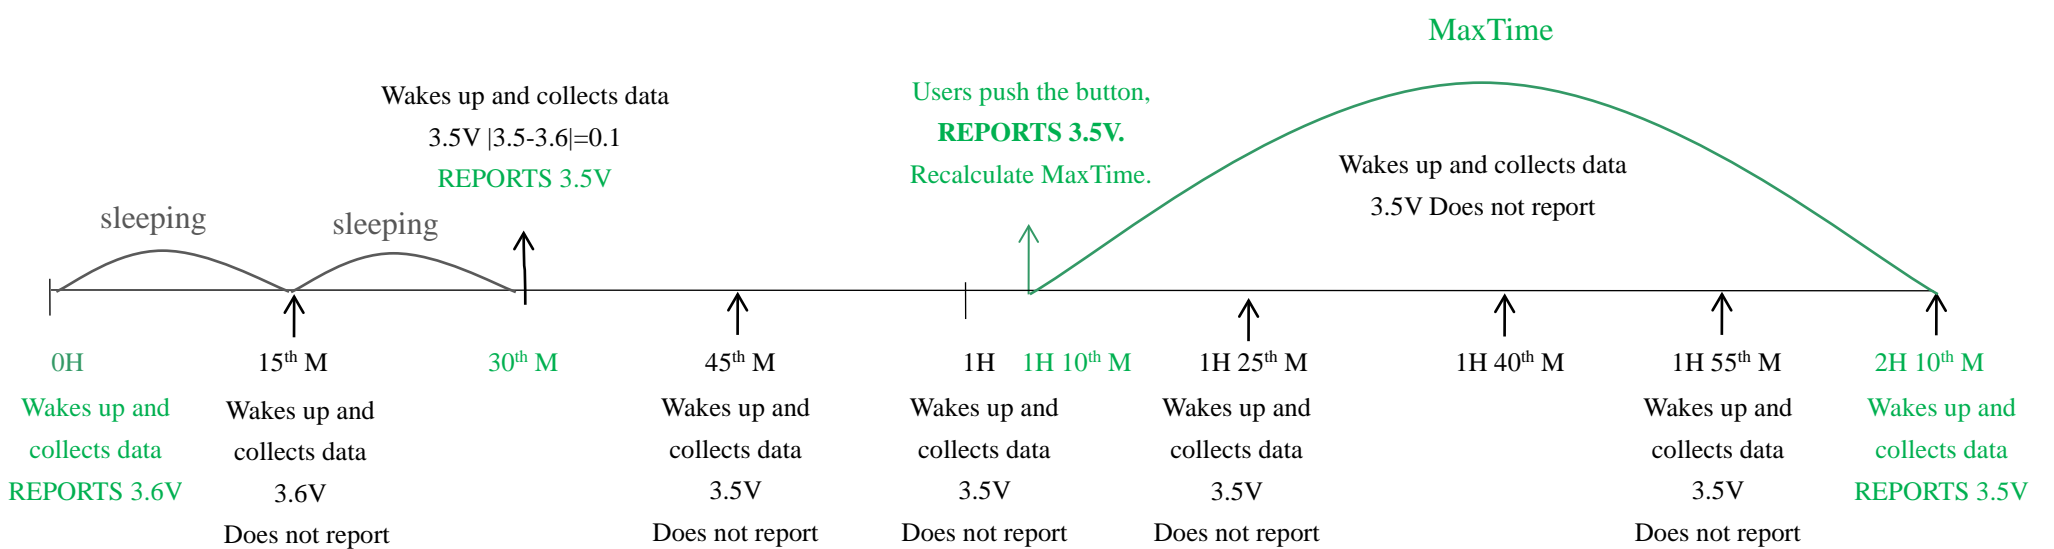 MaxTime
Wakes up and collects data
3.5V |3.5-3.6|=0.1
REPORTS 3.5V
Users push the button,
REPORTS 3.5V.
Recalculate MaxTime.
Wakes up and collects data
3.5V Does not report
sleeping
sleeping
0H
Wakes up and
collects data
REPORTS 3.6V
15th M
Wakes up and
collects data
3.6V
Does not report
30th M
45th M
Wakes up and
collects data
3.5V
Does not report
1H
Wakes up and
collects data
3.5V
Does not report
1H 10th M
1H 25th M
Wakes up and
collects data
3.5V
Does not report
1H 40th M
1H 55th M
Wakes up and
collects data
3.5V
Does not report
2H 10th M
Wakes up and
collects data
REPORTS 3.5V